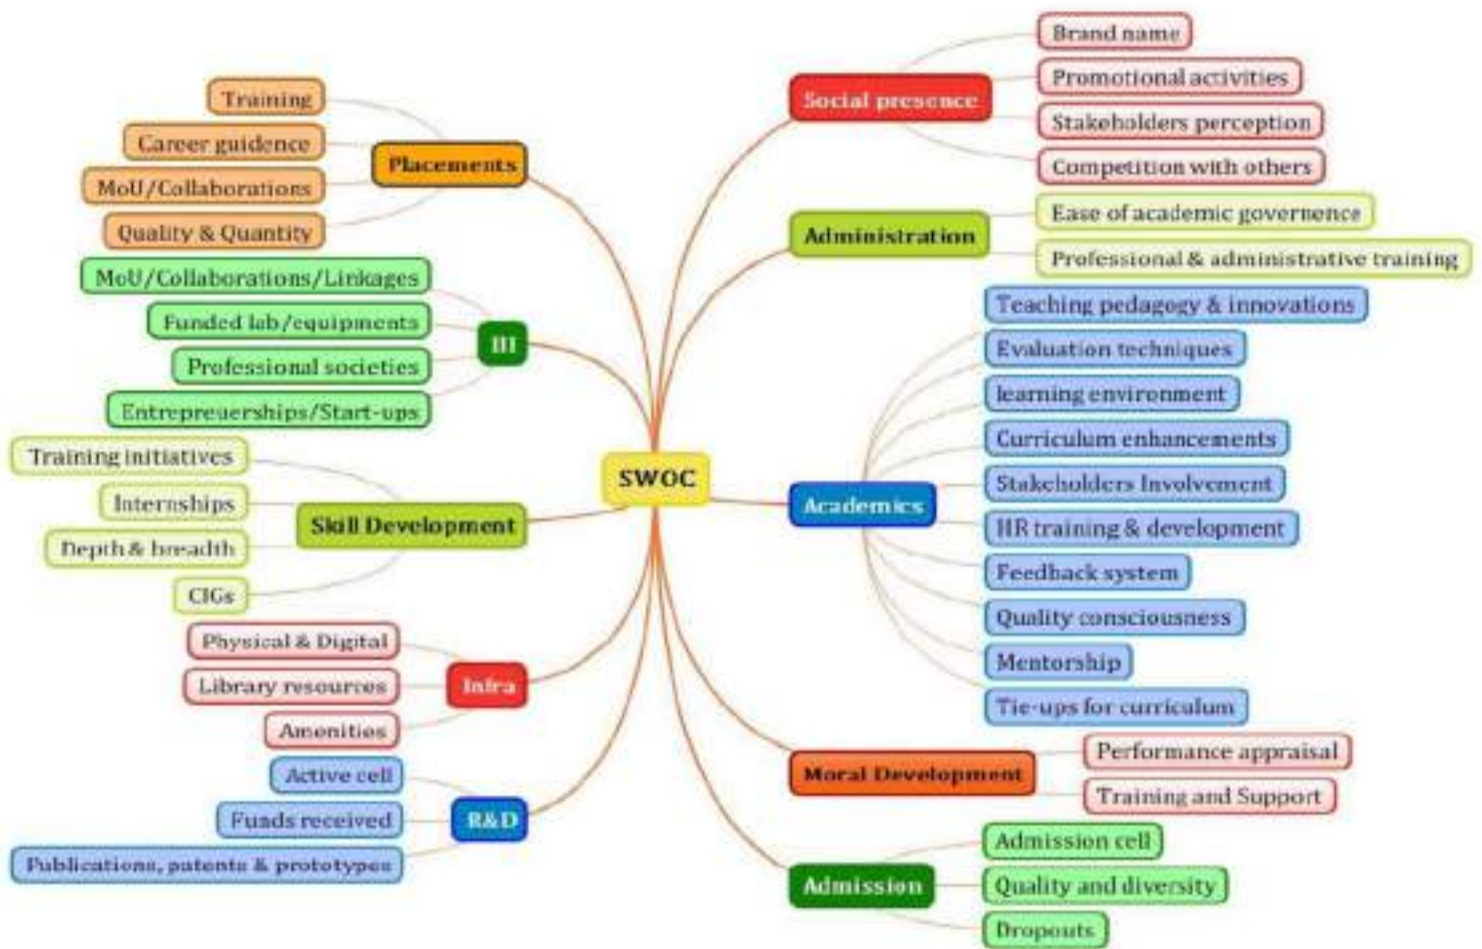 Training
Career guidence
MoU/Collaborations
Quality & Quantity
Placements
MoU/Collaborations/Linkages
Funded lab/equipments
Professional societies
Entrepreuerships/Start-ups
III
Training initiatives
Internships
Depth & breadth
CIGs
Skill Development
Physical & Digital
Library resources
Amenities
Infra
Active cell
Funds received
Publications, patents & prototypes
R&D
SWOC
Social presence
Brand name
Promotional activities
Stakeholders perception
Competition with others
Administration
Ease of academic governence
Professional & administrative training
Academics
Teaching pedagogy & innovations
Evaluation techniques
learning environment
Curriculum enhancements
Stakeholders Involvement
HR training & development
Feedback system
Quality consciousness
Mentorship
Tie-ups for curriculum
Moral Development
Performance appraisal
Training and Support
Admission
Admission cell
Quality and diversity
Dropouts